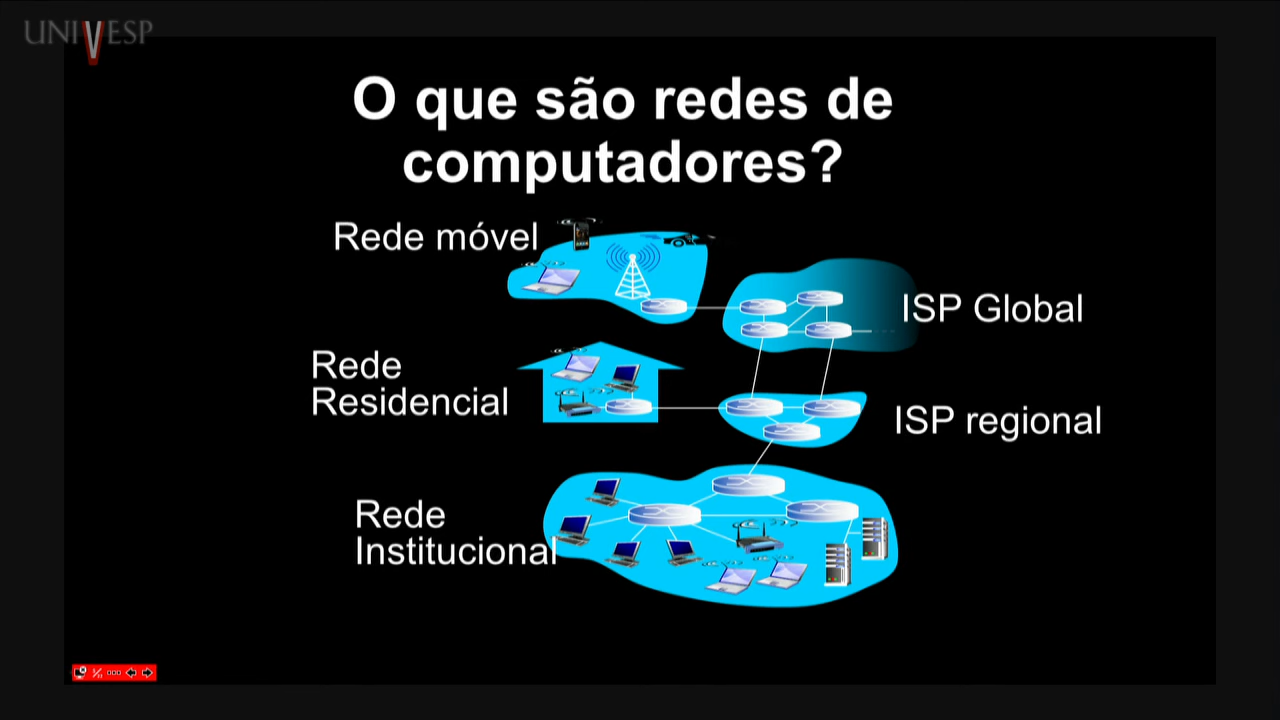 UNIVESP
O que são redes de
computadores?
Rede móvel
ISP Global
Rede
Residencial
ISP regional
Rede
Institucional